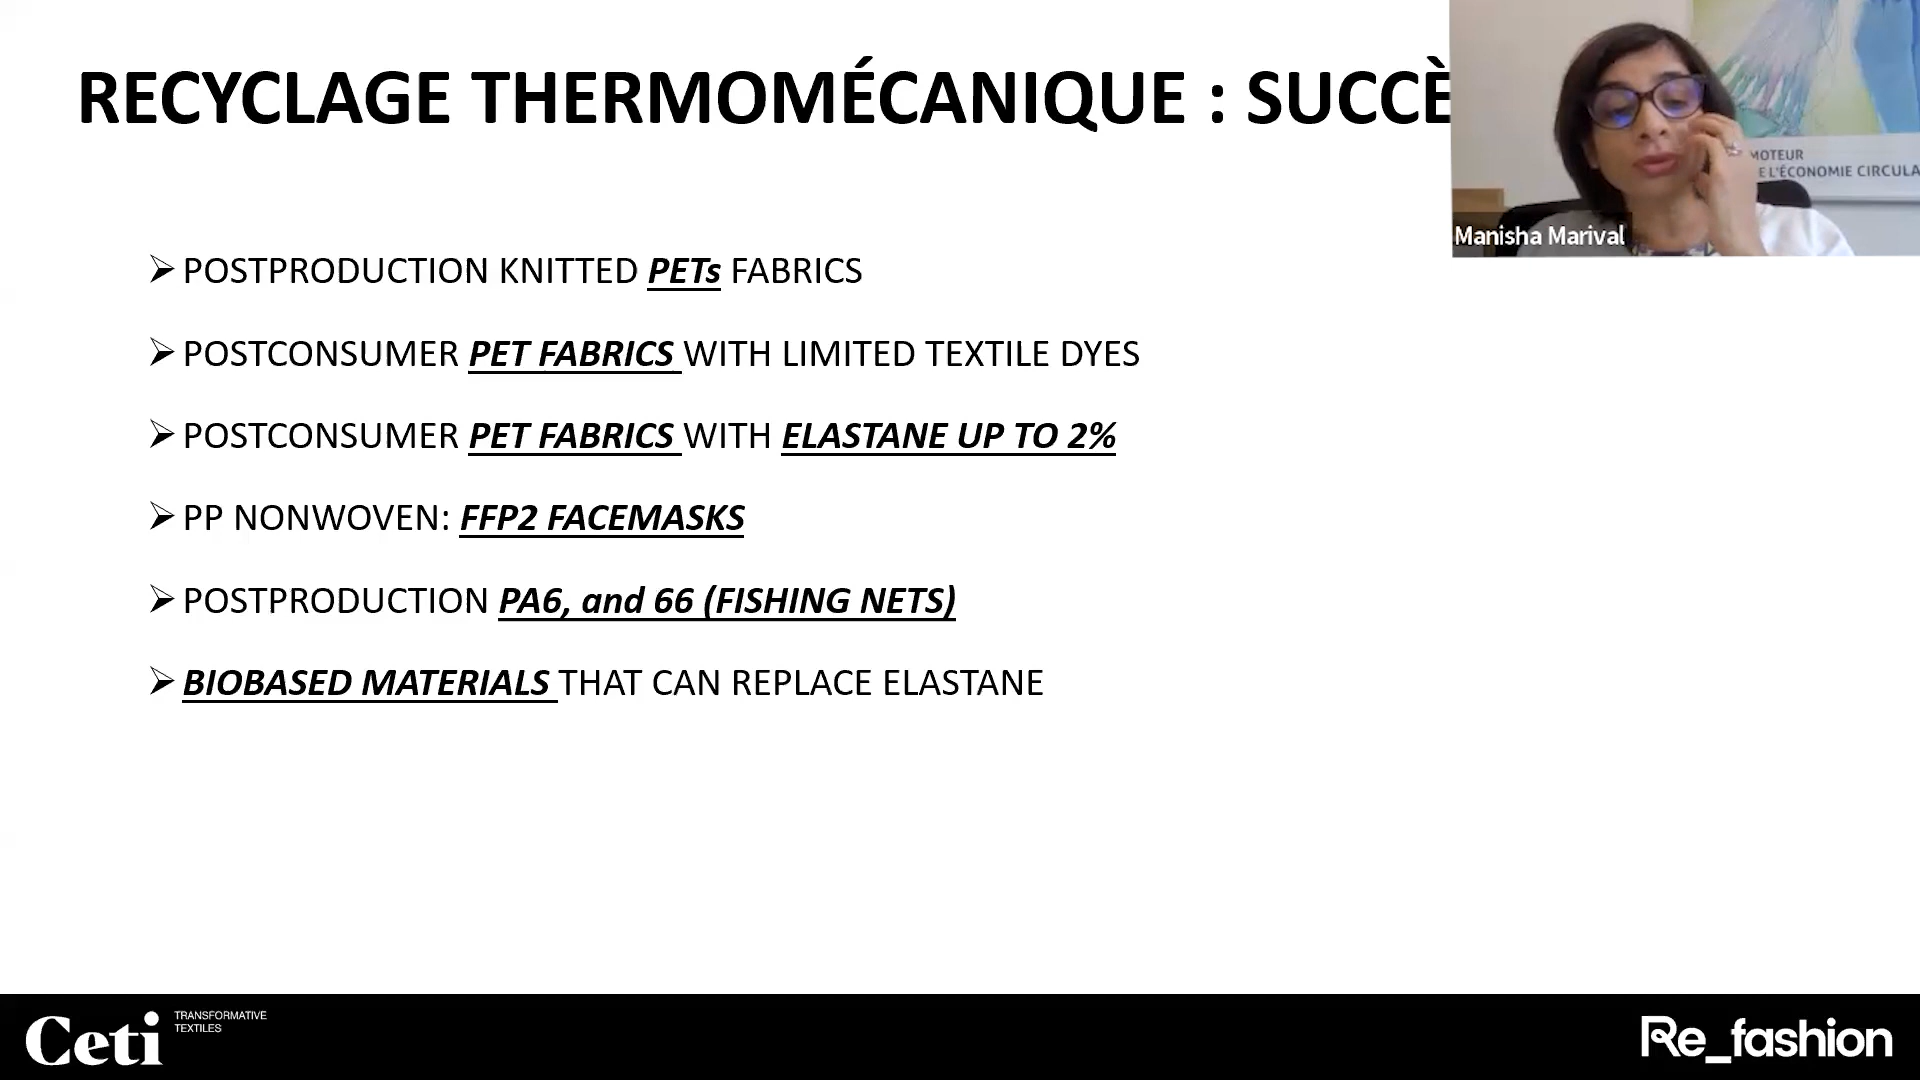 RECYCLAGE THERMOMÉCANIQUE : SUCCÈ
MOTEUR
E L'ÉCONOMIE CIRCULA
Manisha Marival
POSTPRODUCTION KNITTED PETs FABRICS
POSTCONSUMER PET FABRICS WITH LIMITED TEXTILE DYES
POSTCONSUMER PET FABRICS WITH ELASTANE UP TO 2%
PP NONWOVEN: FFP2 FACEMASKS
POSTPRODUCTION PA6, and 66 (FISHING NETS)
BIOBASED MATERIALS THAT CAN REPLACE ELASTANE
Ceti
TRANSFORMATIVE
TEXTILES
Re_fashion